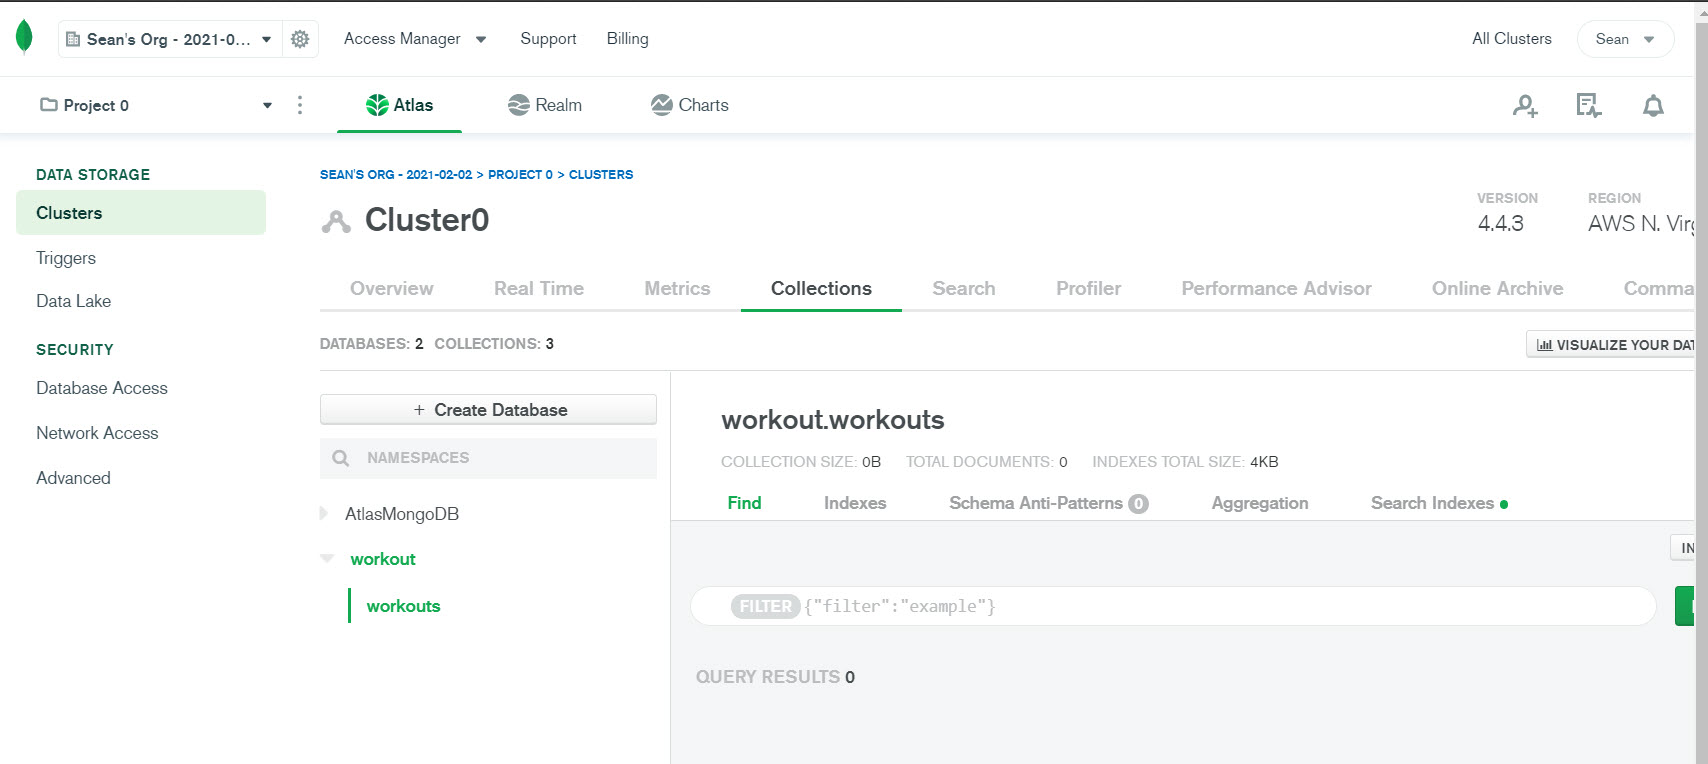 Sean's Org - 2021-0... Access Manager Support Billing All Clusters Sean
Project 0 Atlas Realm Charts
DATA STORAGE
Clusters
Triggers
Data Lake
SECURITY
Database Access
Network Access
Advanced
SEAN'S ORG - 2021-02-02 > PROJECT 0 > CLUSTERS
Cluster0
VERSION REGION
4.4.3 AWS N. Virg
Overview Real Time Metrics Collections Search Profiler Performance Advisor Online Archive Comma
DATABASES: 2 COLLECTIONS: 3
VISUALIZE YOUR DAT
+ Create Database
NAMESPACES
AtlasMongoDB
workout
workouts
workout.workouts
COLLECTION SIZE: 0B TOTAL DOCUMENTS: 0 INDEXES TOTAL SIZE: 4KB
Find Indexes Schema Anti-Patterns 0 Aggregation Search Indexes
IN
FILTER {"filter":"example"}
QUERY RESULTS 0